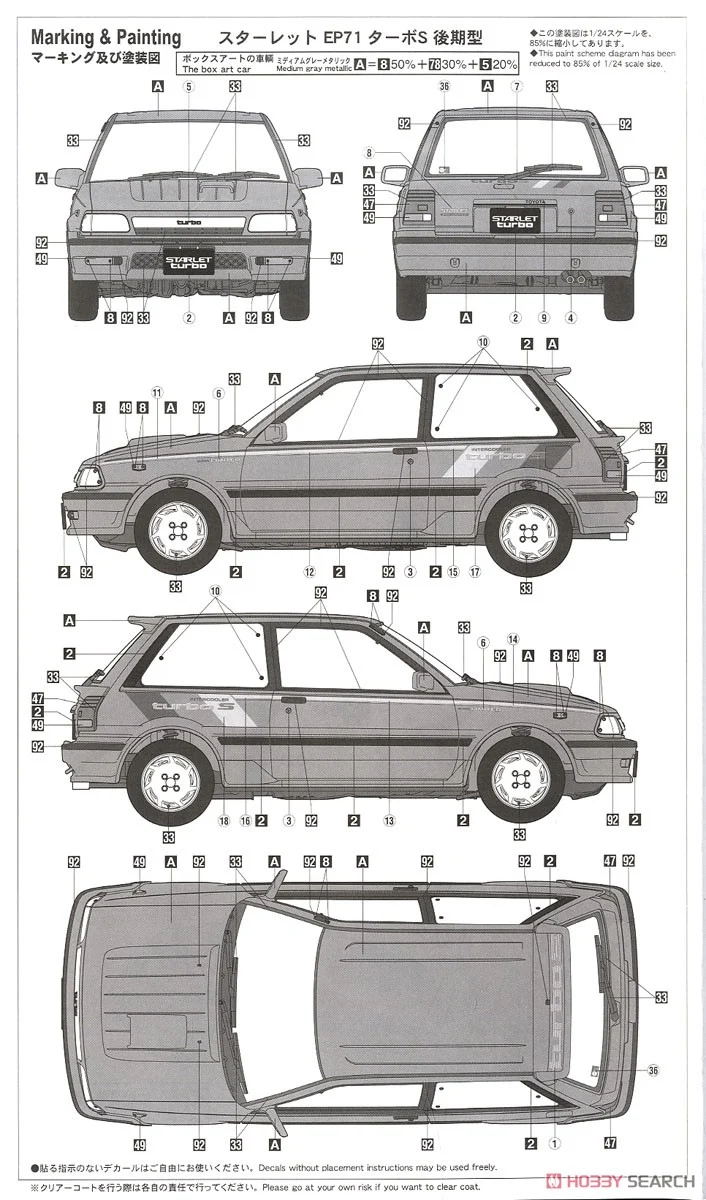 Marking & Painting
マーキング及び塗装図
スターレット EP71 ターボS 後期型
ボックスアートの車輌
The box art car
ミディアムグレーメタリック
Medium gray metallic
A=8 50%+78 30%+5 20%
◆この塗装図は1/24スケールを、
85%に縮小してあります。
◆This paint scheme diagram has been
reduced to 85% of 1/24 scale size.
A 5 33
33 33
A A
turbo
92
STARLET
turbo
49 49
8 92 33 2 A 92 8
36 A 7 33
92 92
8
A A
33 33
47 47
49 49
TOYOTA
STARLET
turbo
92
A 2 9 4
92 10 2 A
11 6 33 A
8 49 8 A 92
33
47
2
49
92
INTERCOOLER
turbo
2 92 33 2 12 2 92 3 2 15 17 33
10 92 8 92
A
2
A 33 6 14
92 A 8 49 8
33
47
2
49
92
INTERCOOLER
turbo S
33 18 16 2 3 92 2 13 2 33 92 2
92 49 A 92 33 A 92 8 A 92 92 2 47 92
33
36
49 92 33 A 92 2 1 47
●貼る指示のないデカールはご自由にお使いください。Decals without placement instructions may be used freely.
※クリアーコートを行う際は各自の責任で行ってください。Please go at your own risk if you want to clear coat.
HOBBY SEARCH